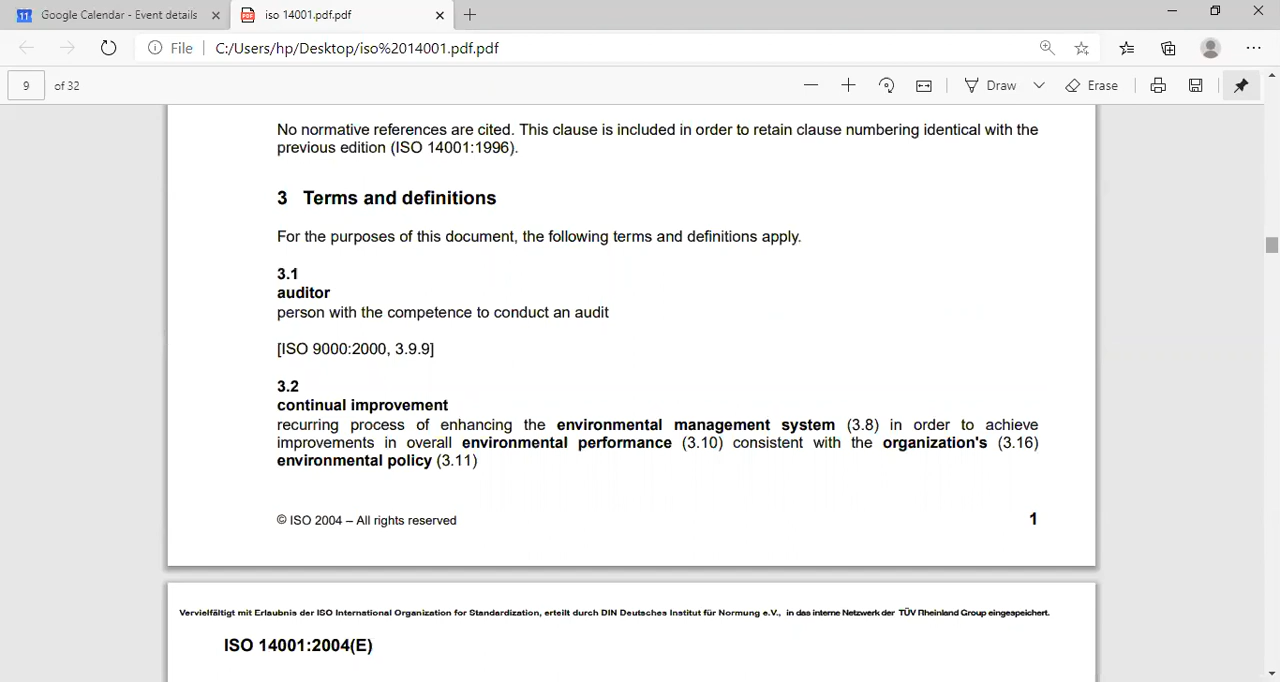 11 Google Calendar - Event details
PDF iso 14001.pdf.pdf
File C:/Users/hp/Desktop/iso%2014001.pdf.pdf
9 of 32 Draw Erase
No normative references are cited. This clause is included in order to retain clause numbering identical with the
previous edition (ISO 14001:1996).
3 Terms and definitions
For the purposes of this document, the following terms and definitions apply.
3.1
auditor
person with the competence to conduct an audit
[ISO 9000:2000, 3.9.9]
3.2
continual improvement
recurring process of enhancing the environmental management system (3.8) in order to achieve
improvements in overall environmental performance (3.10) consistent with the organization's (3.16)
environmental policy (3.11)
© ISO 2004 – All rights reserved 1
Vervielfältigt mit Erlaubnis der ISO International Organization for Standardization, erteilt durch DIN Deutsches Institut für Normung e.V., in das interne Netzwerk der TÜV Rheinland Group eingespeichert.
ISO 14001:2004(E)